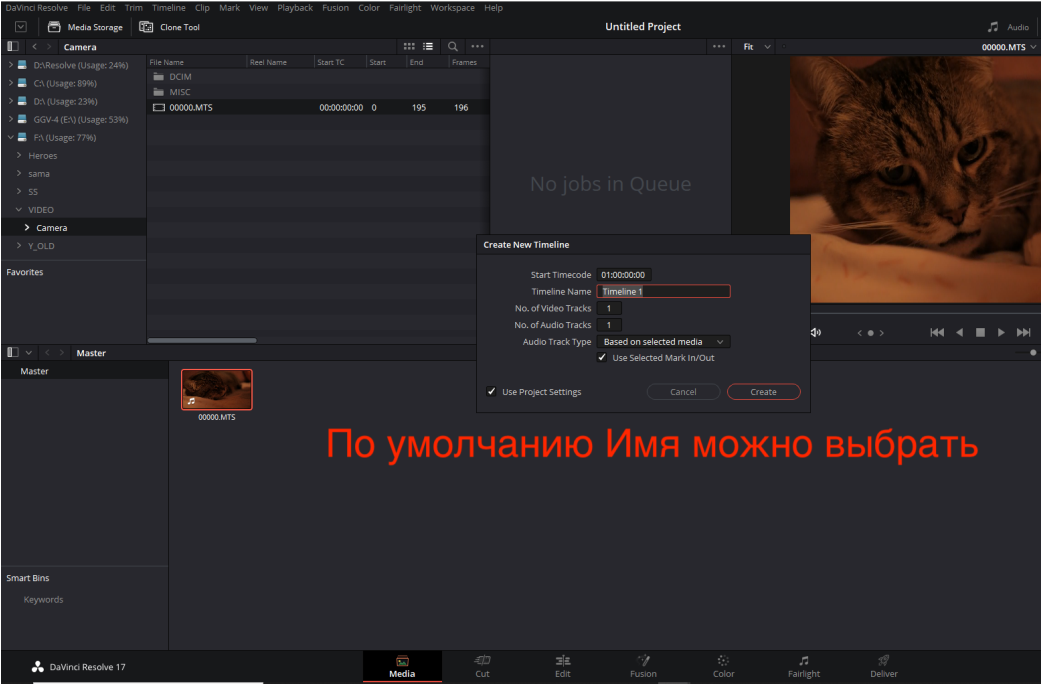 DaVinci Resolve File Edit Trim Timeline Clip Mark View Playback Fusion Color Fairlight Workspace Help
Media Storage Clone Tool Untitled Project Audio
Camera Fit 00000.MTS
D:\Resolve (Usage: 24%)
C:\ (Usage: 89%)
D:\ (Usage: 23%)
GGV-4 (E:\) (Usage: 53%)
F:\ (Usage: 77%)
Heroes
sama
SS
VIDEO
Camera
Y_OLD
Favorites
File Name Reel Name Start TC Start End Frames
DCIM
MISC
00000.MTS 00:00:00:00 0 195 196
No jobs in Queue
Create New Timeline
Start Timecode 01:00:00:00
Timeline Name Timeline 1
No. of Video Tracks 1
No. of Audio Tracks 1
Audio Track Type Based on selected media
Use Selected Mark In/Out
Use Project Settings Cancel Create
Master
Master
00000.MTS
По умолчанию Имя можно выбрать
Smart Bins
Keywords
DaVinci Resolve 17
Media Cut Edit Fusion Color Fairlight Deliver